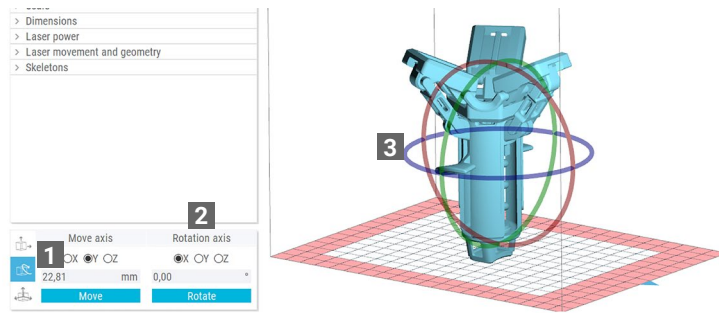 > Dimensions
> Laser power
> Laser movement and geometry
> Skeletons
3
2
1
Move axis
Rotation axis
X Y Z
X Y Z
22,81 mm
0,00 °
Move
Rotate